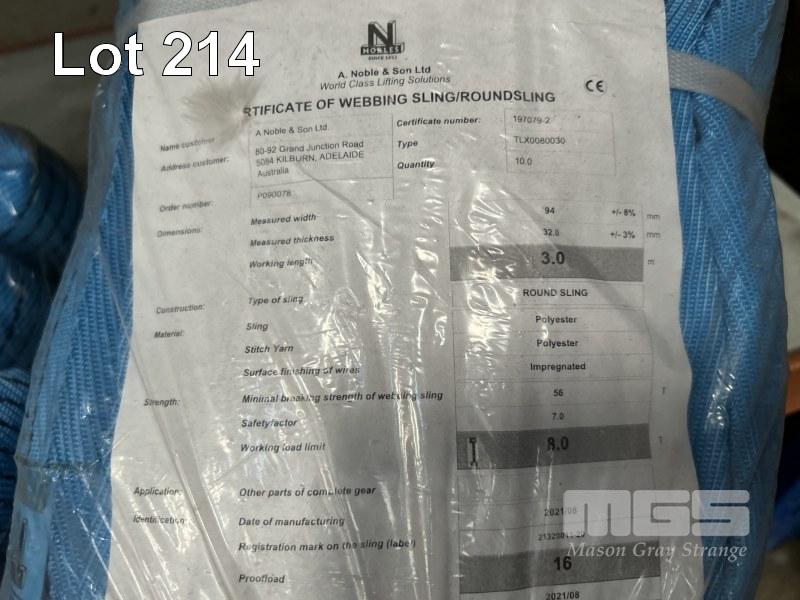 Lot 214
N
NOBLES
SINCE 1911
A. Noble & Son Ltd
World Class Lifting Solutions
CE
RTIFICATE OF WEBBING SLING/ROUNDSLING
Name customer A Noble & Son Ltd. Certificate number: 197079-2
Address customer: 80-92 Grand Junction Road Type TLX0080030
5084 KILBURN, ADELAIDE Quantity 10.0
Australia
Order number: P090078
Dimensions: Measured width 94 +/- 8% mm
Measured thickness 32.0 +/- 3% mm
Working length 3.0 m
Construction: Type of sling ROUND SLING
Material: Sling Polyester
Stitch Yarn Polyester
Surface finishing of wires Impregnated
Strength: Minimal breaking strength of webbing sling 56 T
Safetyfactor 7.0
Working load limit 8.0 T
Application: Other parts of complete gear
Identification: Date of manufacturing 2021/08
Registration mark on the sling (label)
Proofload 16
2021/08
MGS
Mason Gray Strange